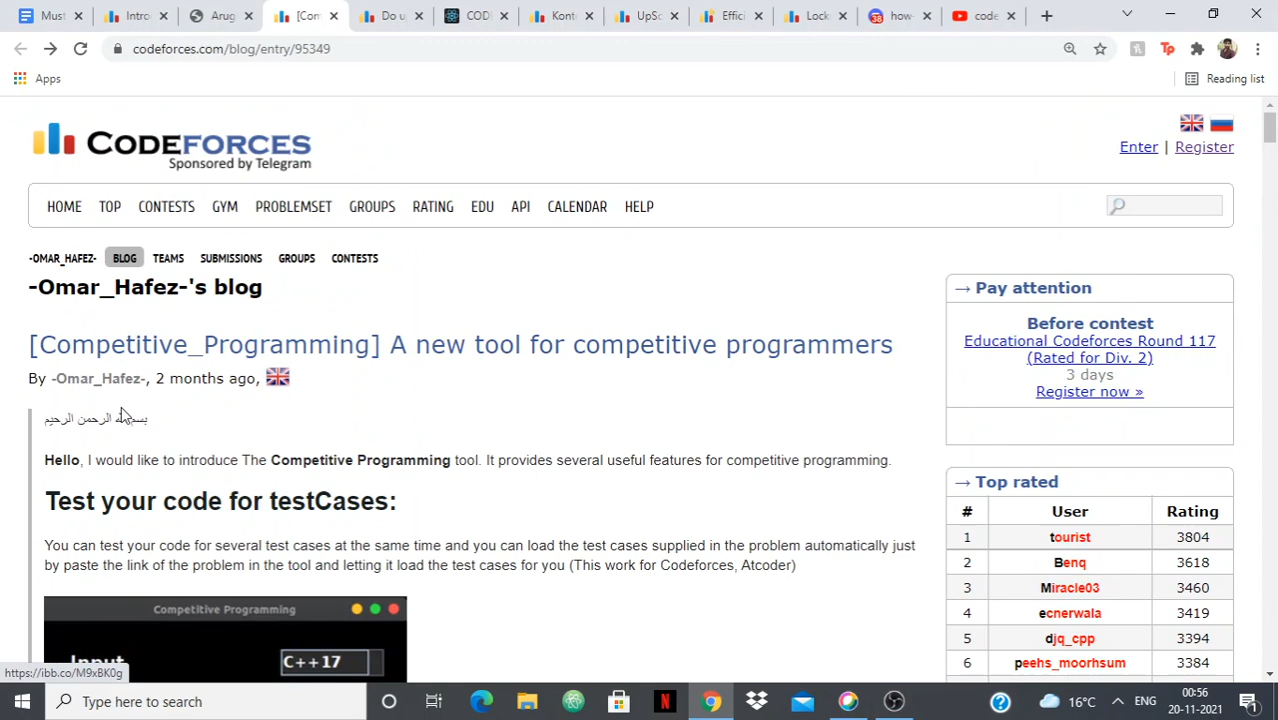 Must
Intro
Arug
[Con
Do u
CODE
Kont
UpSc
Effici
Lock
38
how-
code
codeforces.com/blog/entry/95349
Apps
Reading list
CODEFORCES
Sponsored by Telegram
Enter | Register
HOME TOP CONTESTS GYM PROBLEMSET GROUPS RATING EDU API CALENDAR HELP
-OMAR_HAFEZ- BLOG TEAMS SUBMISSIONS GROUPS CONTESTS
-Omar_Hafez-'s blog
[Competitive_Programming] A new tool for competitive programmers
By -Omar_Hafez-, 2 months ago,
بسم الله الرحمن الرحيم
Hello, I would like to introduce The Competitive Programming tool. It provides several useful features for competitive programming.
Test your code for testCases:
You can test your code for several test cases at the same time and you can load the test cases supplied in the problem automatically just
by paste the link of the problem in the tool and letting it load the test cases for you (This work for Codeforces, Atcoder)
Competitive Programming
Input
C++17
→ Pay attention
Before contest
Educational Codeforces Round 117
(Rated for Div. 2)
3 days
Register now »
→ Top rated
# User Rating
1 tourist 3804
2 Benq 3618
3 Miracle03 3460
4 ecnerwala 3419
5 djq_cpp 3394
6 peehs_moorhsum 3384
https://ibb.co/M9xBK0g
Type here to search
16°C
ENG
00:56
20-11-2021
1